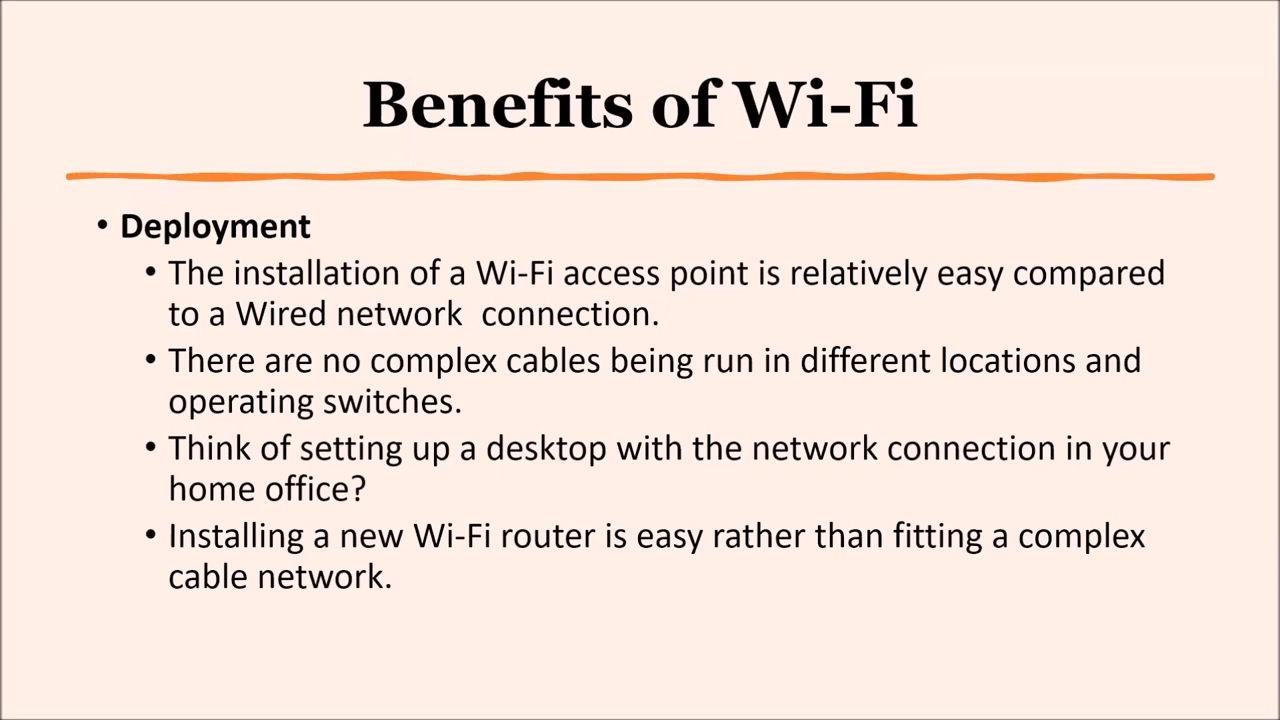 Benefits of Wi-Fi
• Deployment
• The installation of a Wi-Fi access point is relatively easy compared
to a Wired network  connection.
• There are no complex cables being run in different locations and
operating switches.
• Think of setting up a desktop with the network connection in your
home office?
• Installing a new Wi-Fi router is easy rather than fitting a complex
cable network.